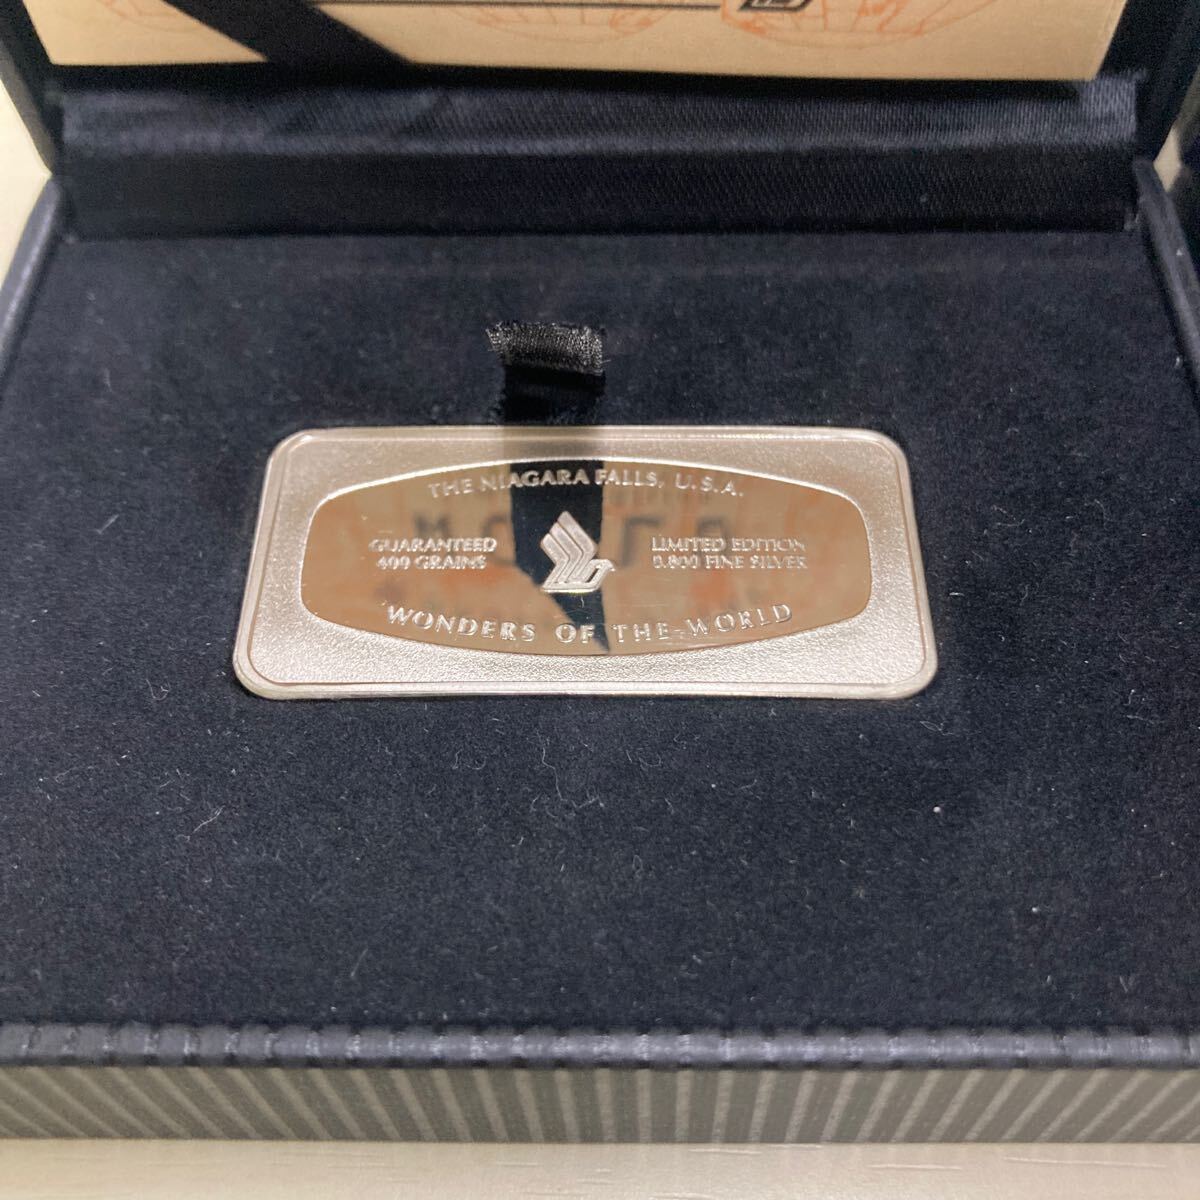 THE NIAGARA FALLS, U.S.A.
GUARANTEED
400 GRAINS
LIMITED EDITION
0.800 FINE SILVER
WONDERS OF THE WORLD